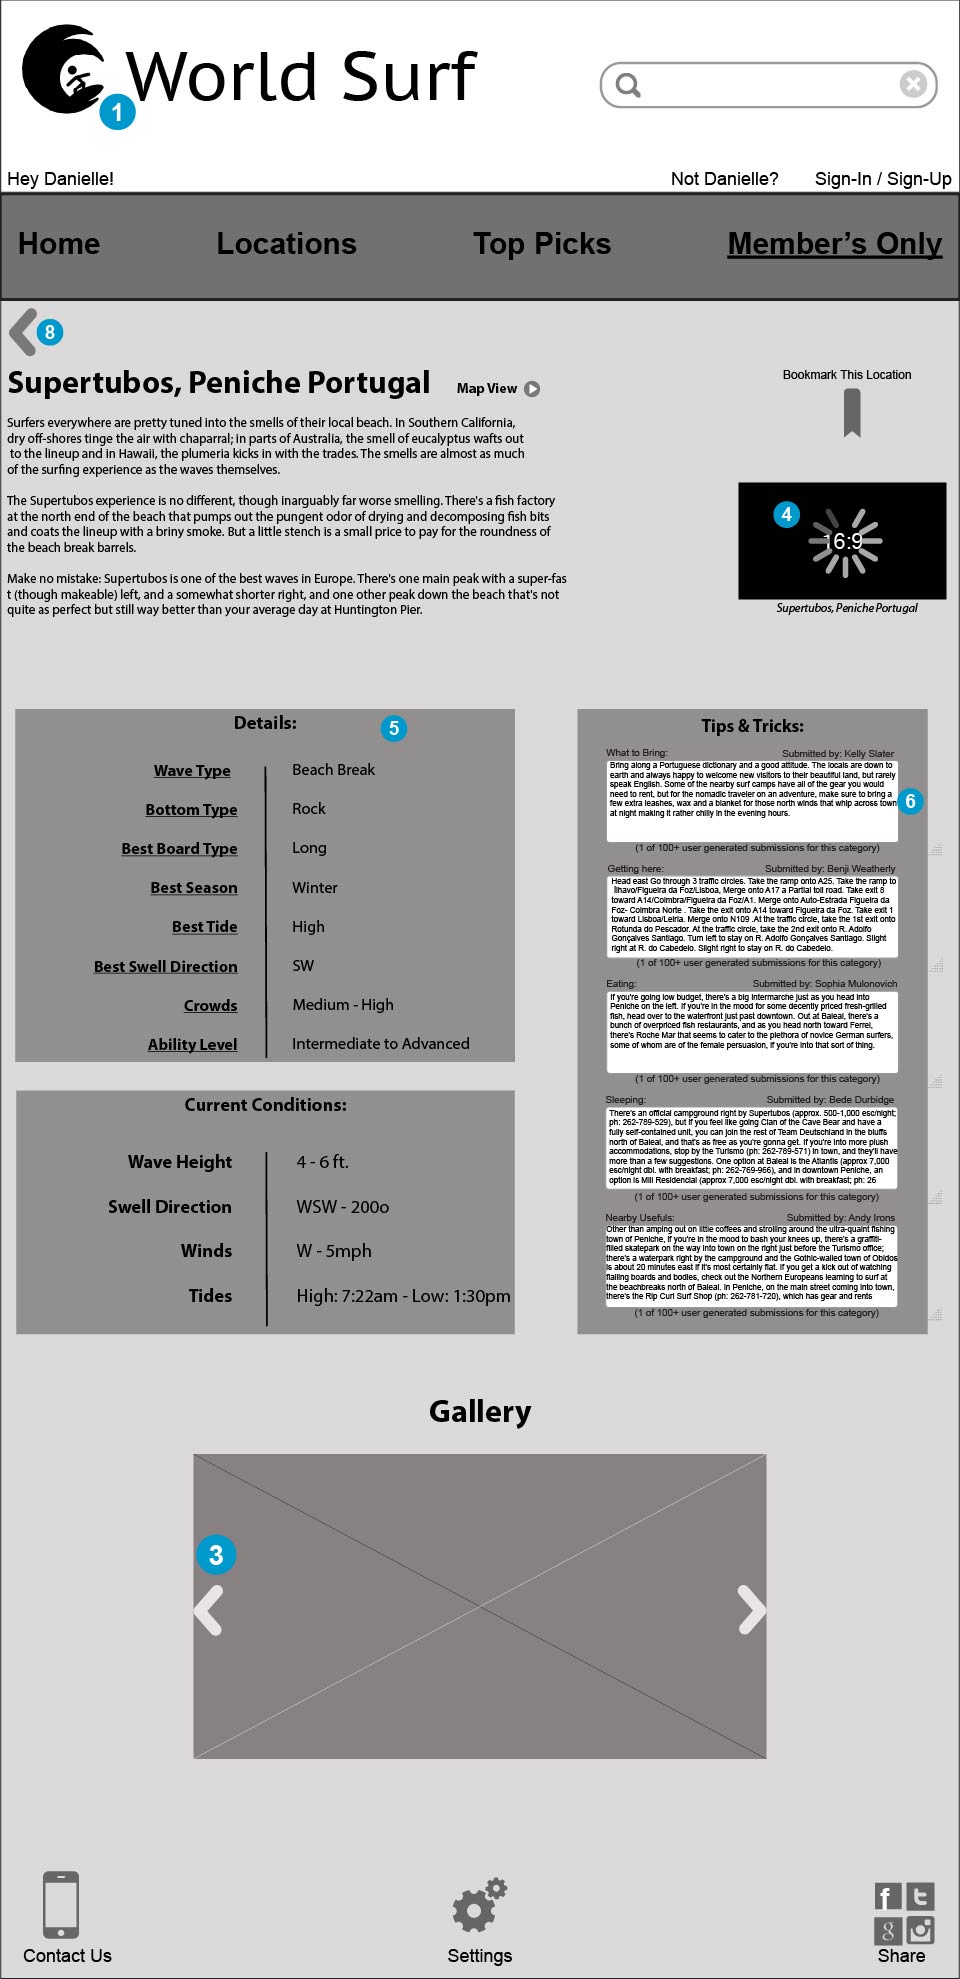 World Surf
1
Hey Danielle!
Not Danielle?
Sign-In / Sign-Up
Home
Locations
Top Picks
Member's Only
8
Supertubos, Peniche Portugal
Map View
Bookmark This Location
Surfers everywhere are pretty tuned into the smells of their local beach. In Southern California,
dry off-shores tinge the air with chaparral; in parts of Australia, the smell of eucalyptus wafts out
to the lineup and in Hawaii, the plumeria kicks in with the trades. The smells are almost as much
of the surfing experience as the waves themselves.
The Supertubos experience is no different, though inarguably far worse smelling. There's a fish factory
at the north end of the beach that pumps out the pungent odor of drying and decomposing fish bits
and coats the lineup with a briny smoke. But a little stench is a small price to pay for the roundness of
the beach break barrels.
Make no mistake: Supertubos is one of the best waves in Europe. There's one main peak with a super-fas
t (though makeable) left, and a somewhat shorter right, and one other peak down the beach that's not
quite as perfect but still way better than your average day at Huntington Pier.
4
16:9
Supertubos, Peniche Portugal
Details:
5
Wave Type
Beach Break
Bottom Type
Rock
Best Board Type
Long
Best Season
Winter
Best Tide
High
Best Swell Direction
SW
Crowds
Medium - High
Ability Level
Intermediate to Advanced
Current Conditions:
Wave Height
4 - 6 ft.
Swell Direction
WSW - 200o
Winds
W - 5mph
Tides
High: 7:22am - Low: 1:30pm
Tips & Tricks:
What to Bring:
Submitted by: Kelly Slater
Bring along a Portuguese dictionary and a good attitude. The locals are down to
earth and always happy to welcome new visitors to their beautiful land, but rarely
speak English. Some of the nearby surf camps have all of the gear you would
need to rent, but for the nomadic traveler on an adventure, make sure to bring a
few extra leashes, wax and a blanket for those north winds that whip across town
at night making it rather chilly in the evening hours.
6
(1 of 100+ user generated submissions for this category)
Getting here:
Submitted by: Benji Weatherly
Head east Go through 3 traffic circles. Take the ramp onto A25. Take the ramp to
Ílhavo/Figueira da Foz/Lisboa, Merge onto A17 a Partial toll road. Take exit 8
toward A14/Coimbra/Figueira da Foz/A1. Merge onto Auto-Estrada Figueira da
Foz- Coimbra Norte . Take the exit onto A14 toward Figueira da Foz. Take exit 1
toward Lisboa/Leiria. Merge onto N109 .At the traffic circle, take the 1st exit onto
Rotunda do Pescador. At the traffic circle, take the 2nd exit onto R. Adolfo
Gonçalves Santiago. Turn left to stay on R. Adolfo Gonçalves Santiago. Slight
right at R. do Cabedelo. Slight right to stay on R. do Cabedelo.
(1 of 100+ user generated submissions for this category)
Eating:
Submitted by: Sophia Mulonovich
If you're going low budget, there's a big Intermarche just as you head into
Peniche on the left. If you're in the mood for some decently priced fresh-grilled
fish, head over to the waterfront just past downtown. Out at Baleal, there's a
bunch of overpriced fish restaurants, and as you head north toward Ferrel,
there's Roche Mar that seems to cater to the plethora of novice German surfers,
some of whom are of the female persuasion, if you're into that sort of thing.
(1 of 100+ user generated submissions for this category)
Sleeping:
Submitted by: Bede Durbidge
There's an official campground right by Supertubos (approx. 500-1,000 esc/night;
ph: 262-789-529), but if you feel like going Clan of the Cave Bear and have a
fully self-contained unit, you can join the rest of Team Deutschland in the bluffs
north of Baleal, and that's as free as you're gonna get. If you're into more plush
accommodations, stop by the Turismo (ph: 262-789-571) in town, and they'll have
more than a few suggestions. One option at Baleal is the Atlantis (approx 7,000
esc/night dbl. with breakfast; ph: 262-769-966), and in downtown Peniche, an
option is Mili Residencial (approx 7,000 esc/night dbl. with breakfast; ph: 26
(1 of 100+ user generated submissions for this category)
Nearby Usefuls:
Submitted by: Andy Irons
Other than amping out on little coffees and strolling around the ultra-quaint fishing
town of Peniche, if you're in the mood to bash your knees up, there's a graffiti-
filled skatepark on the way into town on the right just before the Turismo office;
there's a waterpark right by the campground and the Gothic-walled town of Obidos
is about 20 minutes east if it's most certainly flat. If you get a kick out of watching
flailing boards and bodies, check out the Northern Europeans learning to surf at
the beachbreaks north of Baleal. In Peniche, on the main street coming into town,
there's the Rip Curl Surf Shop (ph: 262-781-720), which has gear and rents
(1 of 100+ user generated submissions for this category)
Gallery
3
Contact Us
Settings
Share